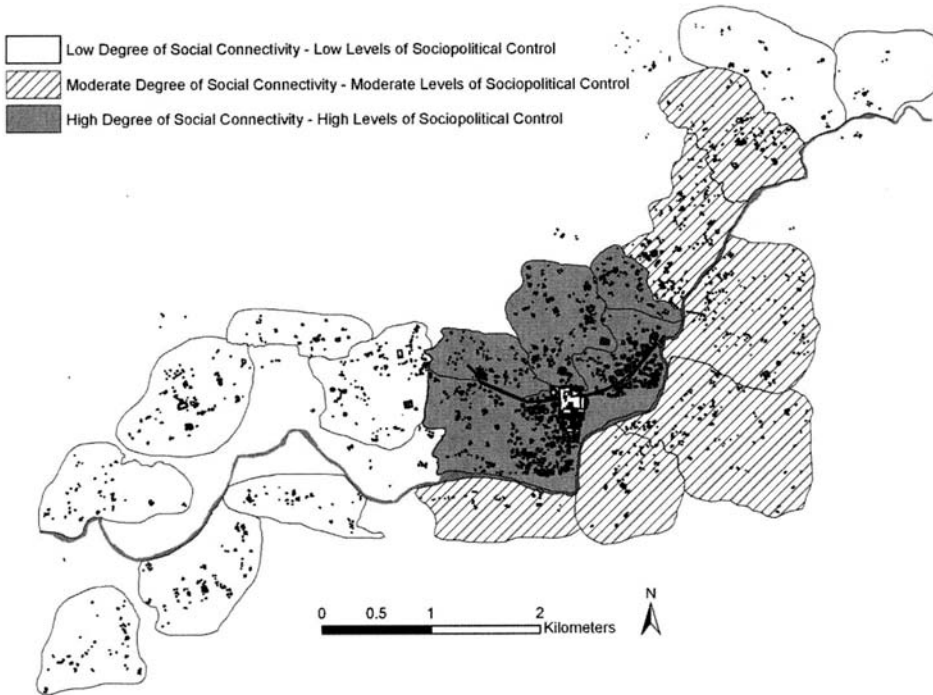 Low Degree of Social Connectivity - Low Levels of Sociopolitical Control
Moderate Degree of Social Connectivity - Moderate Levels of Sociopolitical Control
High Degree of Social Connectivity - High Levels of Sociopolitical Control
N
0 0.5 1 2
Kilometers